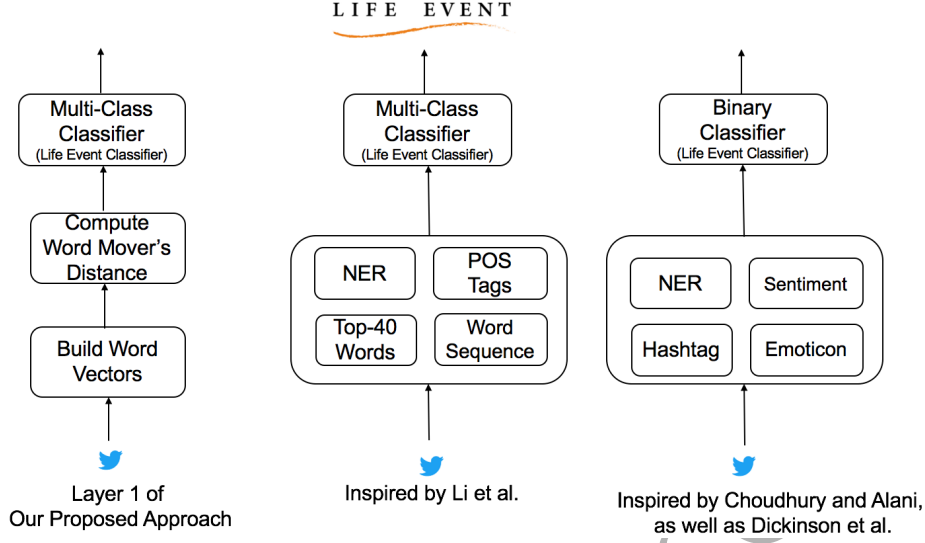 LIFE EVENT
Multi-Class
Classifier
(Life Event Classifier)
Compute
Word Mover's
Distance
Build Word
Vectors
Layer 1 of
Our Proposed Approach
Multi-Class
Classifier
(Life Event Classifier)
NER
POS
Tags
Top-40
Words
Word
Sequence
Inspired by Li et al.
Binary
Classifier
(Life Event Classifier)
NER
Sentiment
Hashtag
Emoticon
Inspired by Choudhury and Alani,
as well as Dickinson et al.